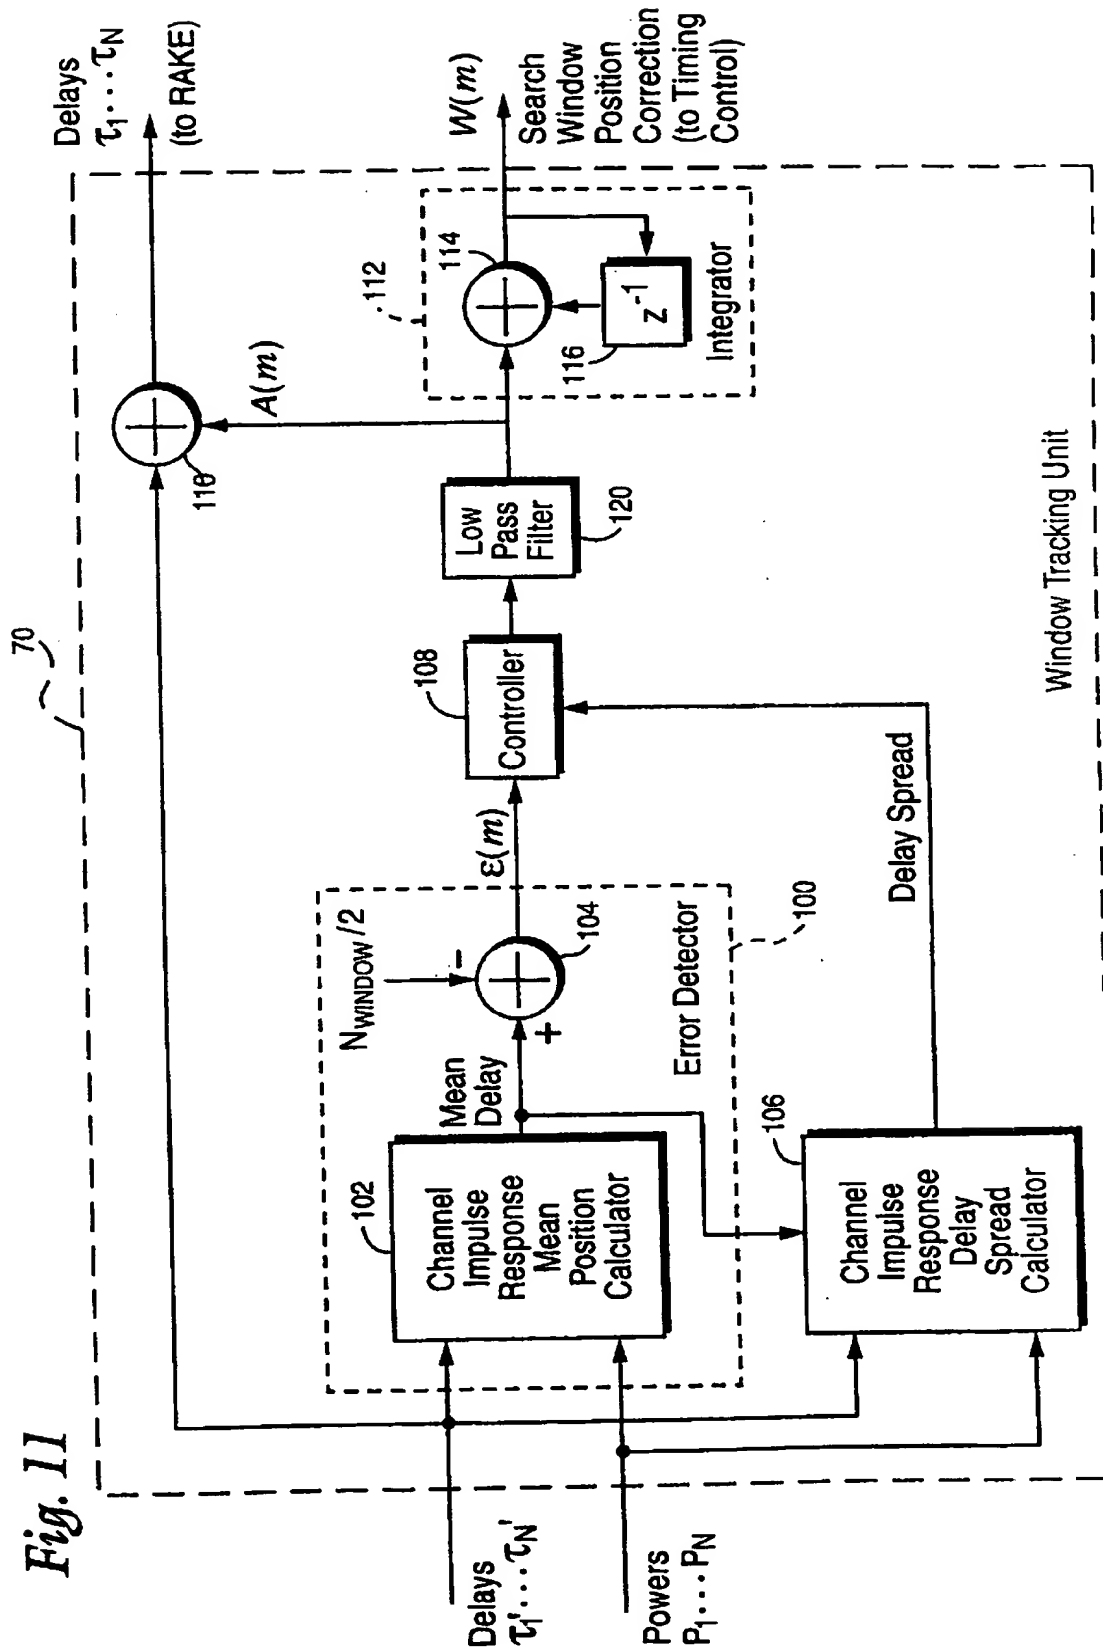 Fig. 11
70
Delays
τ1'...τN'
Powers
P1...PN
102
Channel
Impulse
Response
Mean
Position
Calculator
Mean
Delay
NWINDOW/2
-
+
104
ε(m)
Error Detector
100
106
Channel
Impulse
Response
Delay
Spread
Calculator
Delay Spread
108
Controller
Low
Pass
Filter
120
A(m)
110
Delays
τ1...τN
(to RAKE)
112
114
116
z-1
Integrator
W(m)
Search
Window
Position
Correction
(to Timing
Control)
Window Tracking Unit